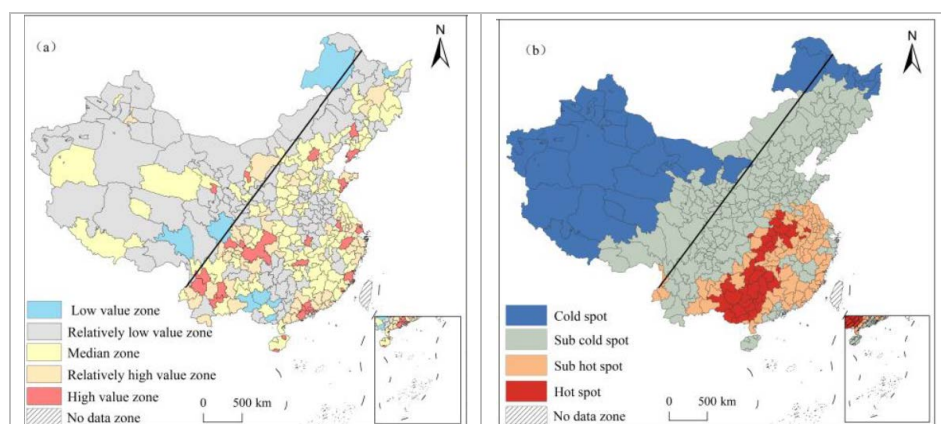 (a)
N
Low value zone
Relatively low value zone
Median zone
Relatively high value zone
High value zone
No data zone
0 500 km
(b)
N
Cold spot
Sub cold spot
Sub hot spot
Hot spot
No data zone
0 500 km